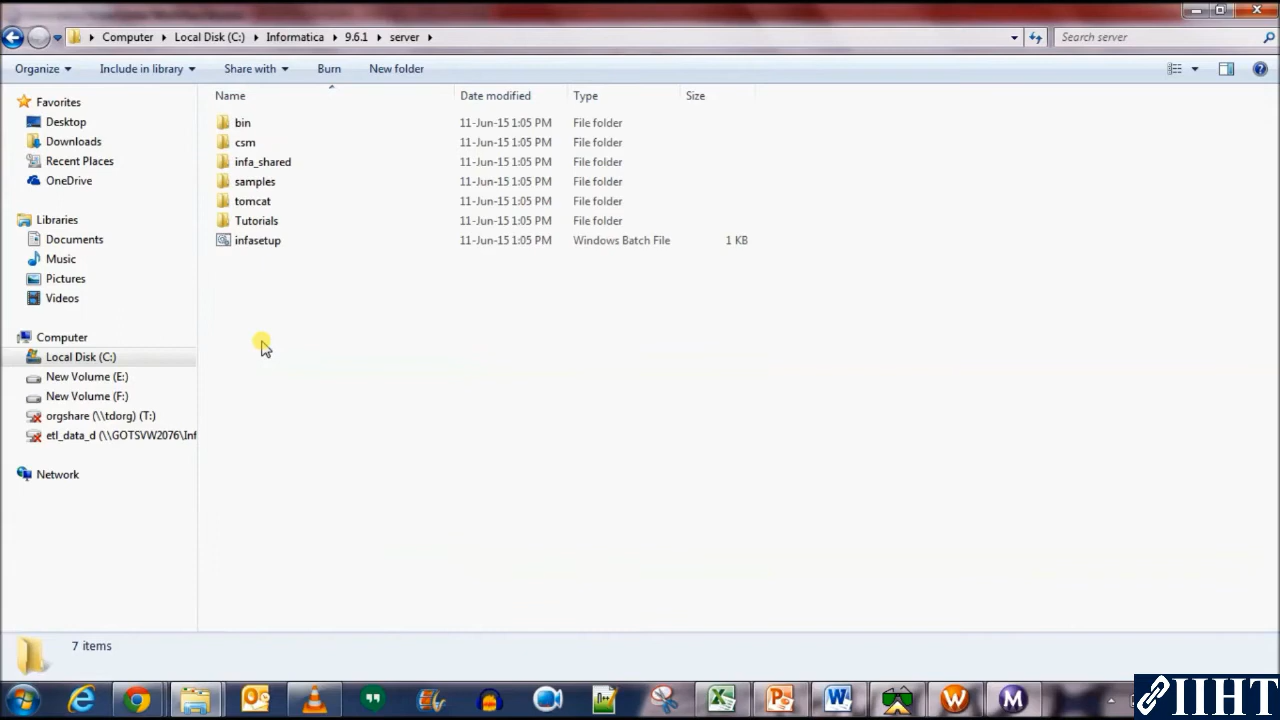 Computer Local Disk (C:) Informatica 9.6.1 server Search server
Organize Include in library Share with Burn New folder
Name Date modified Type Size
Favorites
Desktop
Downloads
Recent Places
OneDrive
Libraries
Documents
Music
Pictures
Videos
Computer
Local Disk (C:)
New Volume (E:)
New Volume (F:)
orgshare (\\tdorg) (T:)
etl_data_d (\\GOTSVW2076\Inf
Network
bin 11-Jun-15 1:05 PM File folder
csm 11-Jun-15 1:05 PM File folder
infa_shared 11-Jun-15 1:05 PM File folder
samples 11-Jun-15 1:05 PM File folder
tomcat 11-Jun-15 1:05 PM File folder
Tutorials 11-Jun-15 1:05 PM File folder
infasetup 11-Jun-15 1:05 PM Windows Batch File 1 KB
7 items
IIHT